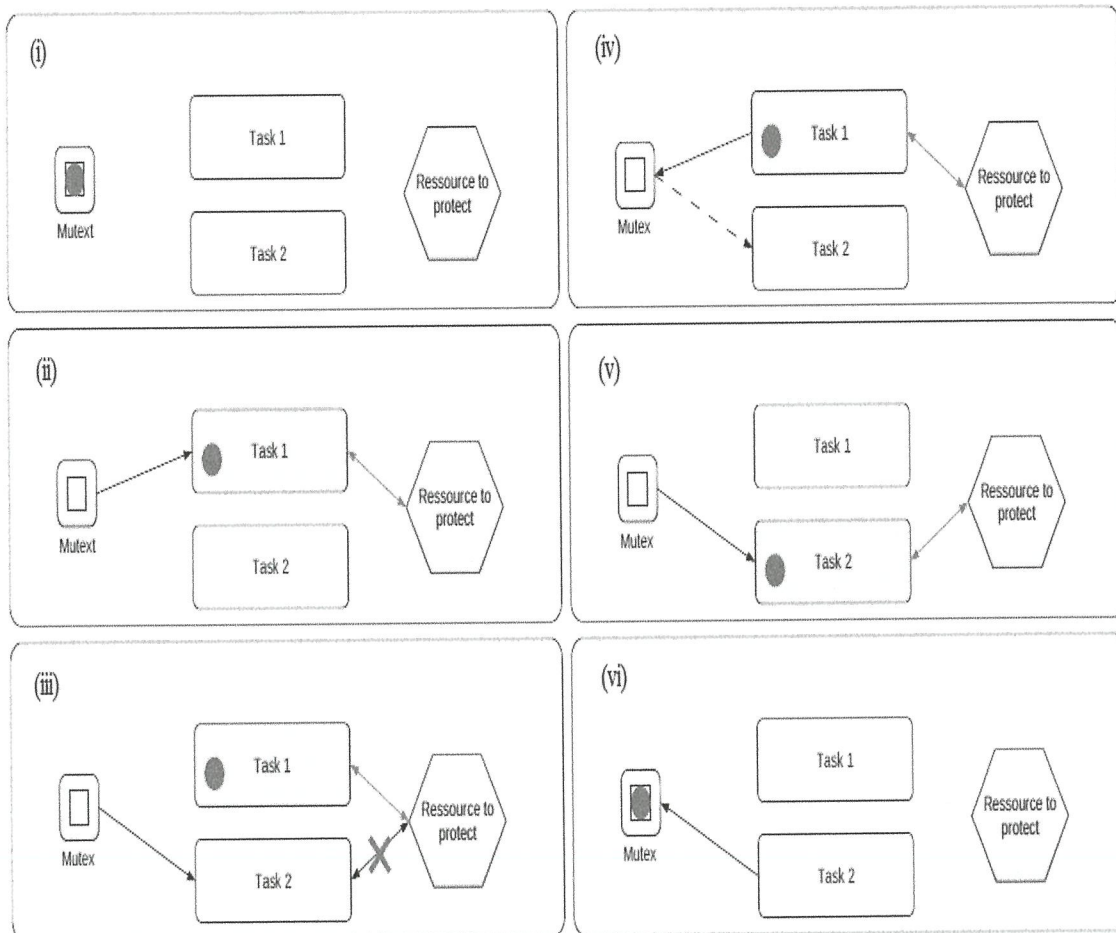 (i)
Task 1
Ressource to
protect
Mutext
Task 2
(ii)
Task 1
Ressource to
protect
Mutext
Task 2
(iii)
Task 1
Ressource to
protect
Mutex
Task 2
(iv)
Task 1
Ressource to
protect
Mutex
Task 2
(v)
Task 1
Ressource to
protect
Mutex
Task 2
(vi)
Task 1
Ressource to
protect
Mutex
Task 2